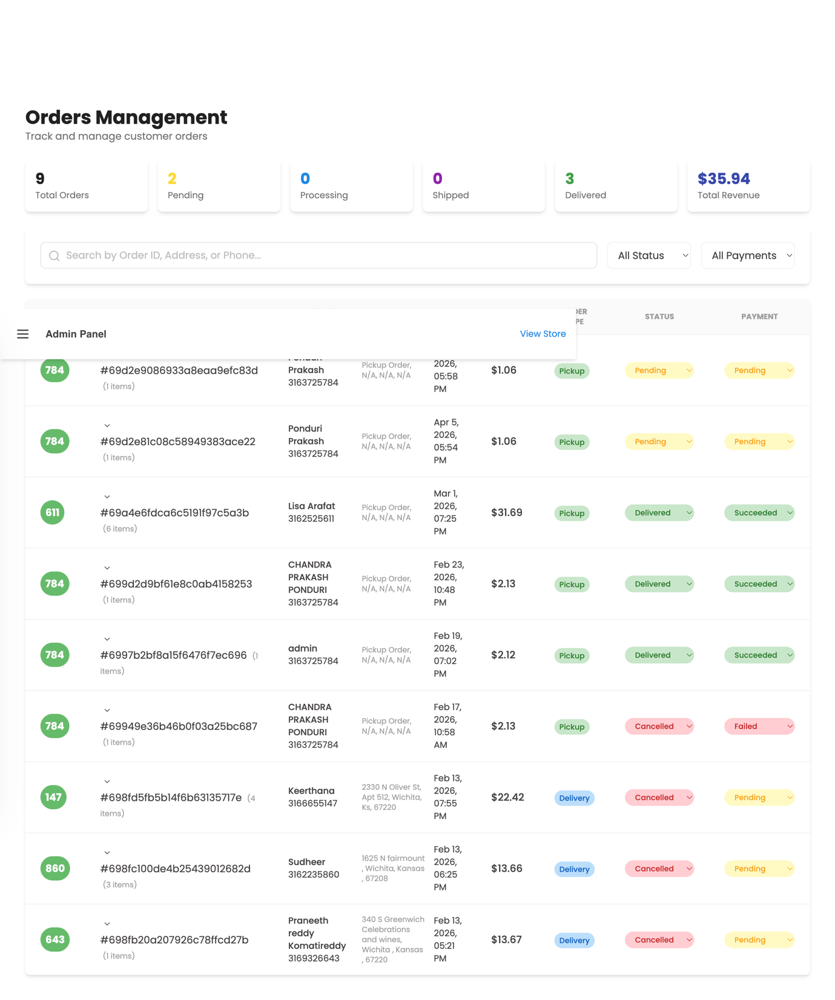 Orders Management
Track and manage customer orders
9
Total Orders
2
Pending
0
Processing
0
Shipped
3
Delivered
$35.94
Total Revenue
Search by Order ID, Address, or Phone...
All Status
All Payments
STATUS
PAYMENT
Admin Panel
View Store
784
#69d2e9086933a8eaa9efc83d
(1 items)
Prakash
3163725784
Pickup Order,
N/A, N/A, N/A
2026,
05:58
PM
$1.06
Pickup
Pending
Pending
784
#69d2e81c08c58949383ace22
(1 items)
Ponduri
Prakash
3163725784
Pickup Order,
N/A, N/A, N/A
Apr 5,
2026,
05:54
PM
$1.06
Pickup
Pending
Pending
611
#69a4e6fdca6c5191f97c5a3b
(6 items)
Lisa Arafat
3162525611
Pickup Order,
N/A, N/A, N/A
Mar 1,
2026,
07:25
PM
$31.69
Pickup
Delivered
Succeeded
784
#699d2d9bf61e8c0ab4158253
(1 items)
CHANDRA
PRAKASH
PONDURI
3163725784
Pickup Order,
N/A, N/A, N/A
Feb 23,
2026,
10:48
PM
$2.13
Pickup
Delivered
Succeeded
784
#6997b2bf8a15f6476f7ec696 (1
items)
admin
3163725784
Pickup Order,
N/A, N/A, N/A
Feb 19,
2026,
07:02
PM
$2.12
Pickup
Delivered
Succeeded
784
#69949e36b46b0f03a25bc687
(1 items)
CHANDRA
PRAKASH
PONDURI
3163725784
Pickup Order,
N/A, N/A, N/A
Feb 17,
2026,
10:58
AM
$2.13
Pickup
Cancelled
Failed
147
#698fd5fb5b14f6b63135717e (4
items)
Keerthana
3166655147
2330 N Oliver St,
Apt 512, Wichita,
Ks, 67220
Feb 13,
2026,
07:55
PM
$22.42
Delivery
Cancelled
Pending
860
#698fc100de4b25439012682d
(3 items)
Sudheer
3162235860
1625 N fairmount
, Wichita, Kansas
, 67208
Feb 13,
2026,
06:25
PM
$13.66
Delivery
Cancelled
Pending
643
#698fb20a207926c78ffcd27b
(1 items)
Praneeth
reddy
Komatireddy
3169326643
340 S Greenwich
Celebrations
and wines,
Wichita , Kansas
, 67220
Feb 13,
2026,
05:21
PM
$13.67
Delivery
Cancelled
Pending